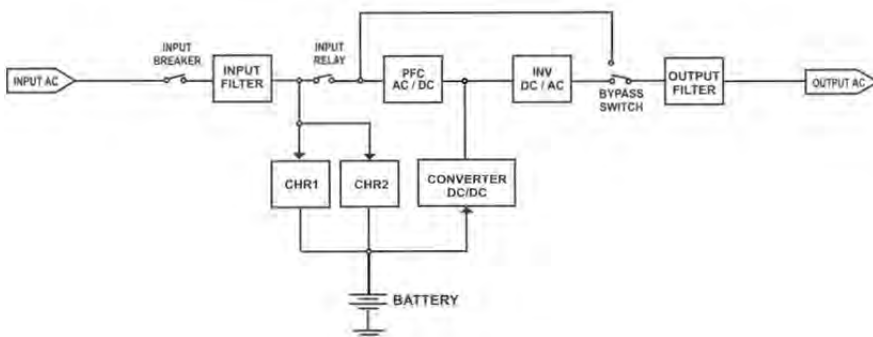 INPUT AC
INPUT
BREAKER
INPUT
FILTER
INPUT
RELAY
PFC
AC / DC
INV
DC / AC
BYPASS
SWITCH
OUTPUT
FILTER
OUTPUT AC
CHR1
CHR2
CONVERTER
DC/DC
BATTERY